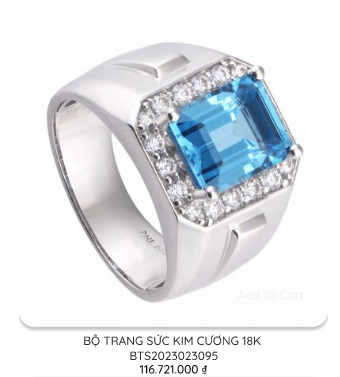 Add To Cart
BỘ TRANG SỨC KIM CƯƠNG 18K
BTS2023023095
116.721.000 ₫